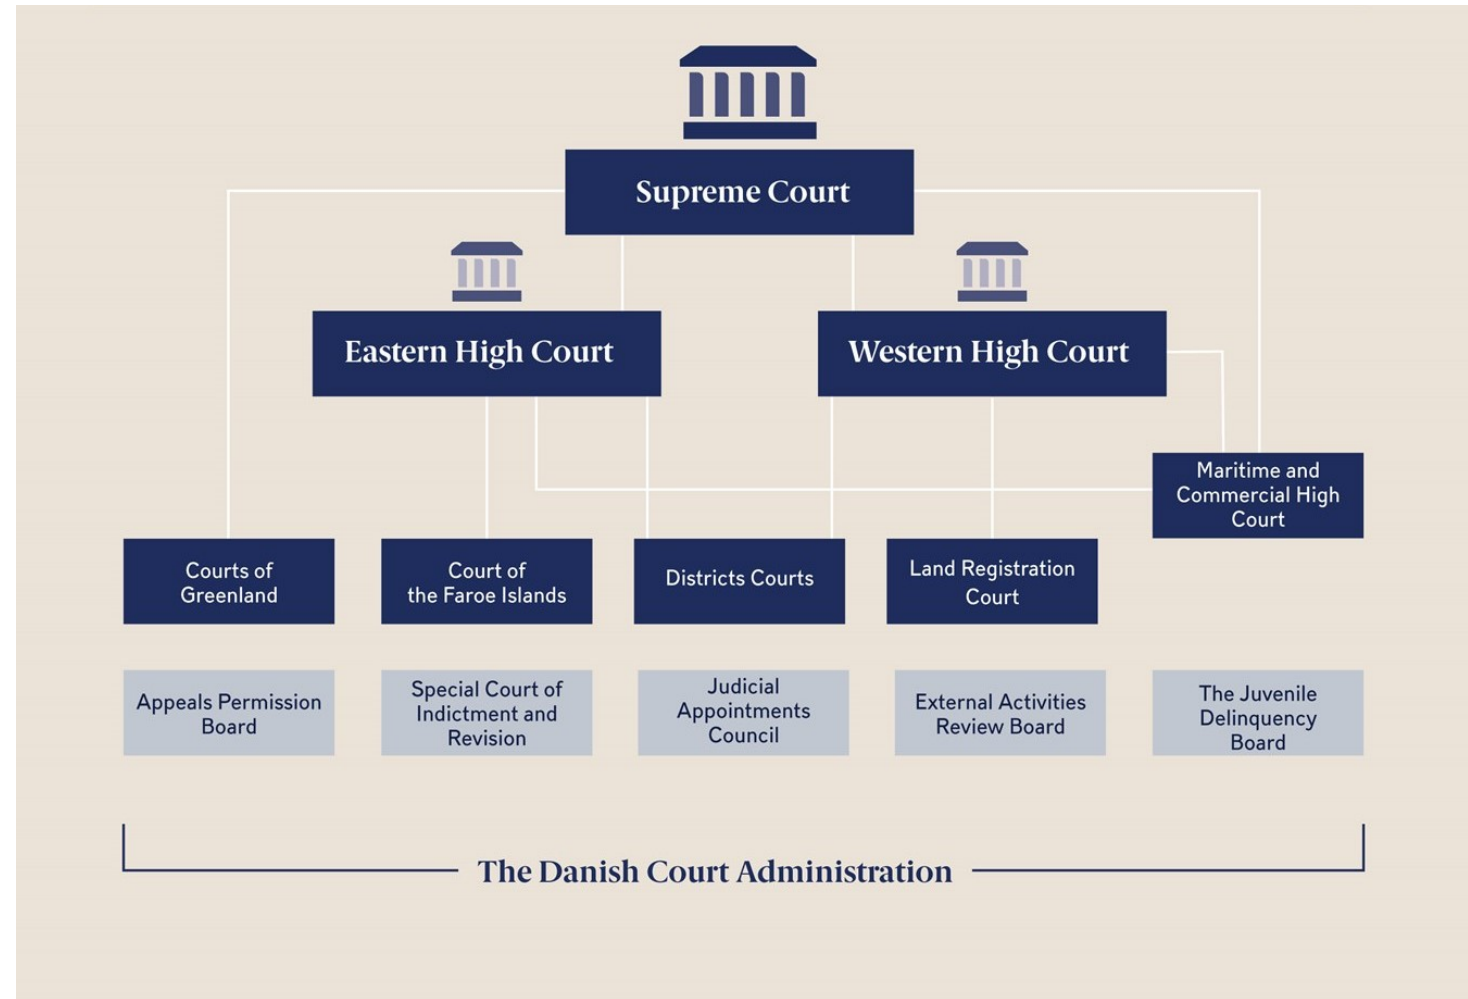 Supreme Court
Eastern High Court
Western High Court
Maritime and
Commercial High
Court
Courts of
Greenland
Court of
the Faroe Islands
Districts Courts
Land Registration
Court
Appeals Permission
Board
Special Court of
Indictment and
Revision
Judicial
Appointments
Council
External Activities
Review Board
The Juvenile
Delinquency
Board
The Danish Court Administration